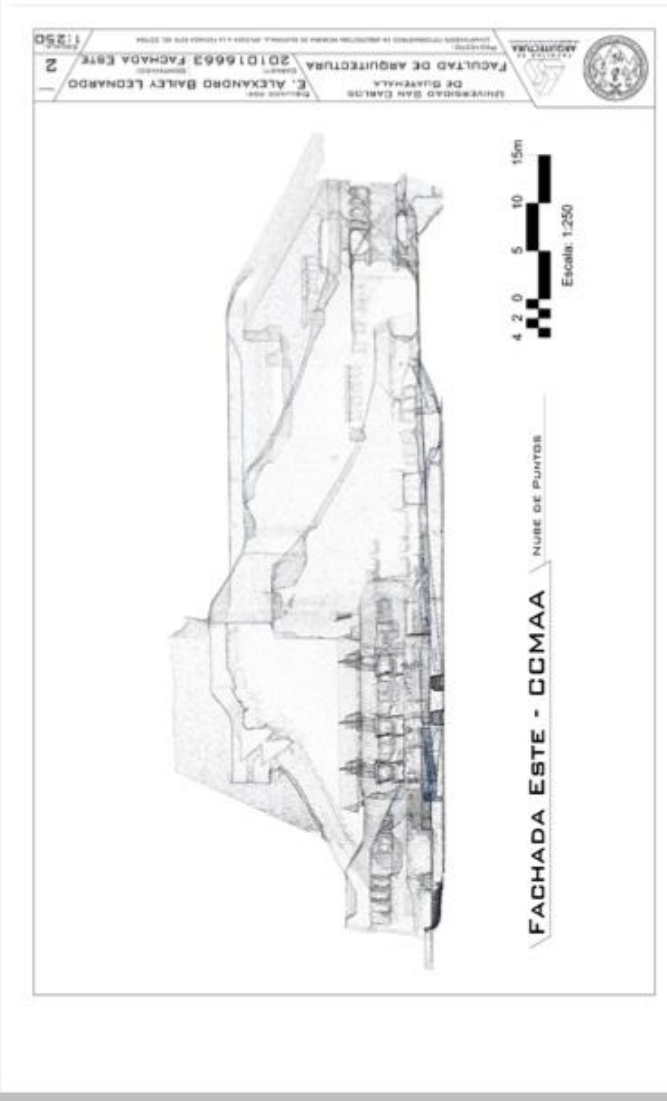 UNIVERSIDAD SAN CARLOS
DE GUATEMALA
FACULTAD DE ARQUITECTURA
E. ALEXANDRO BAILEY LEONARDO
201016663 FACHADA ESTE
2
1:250
ARQUITECTURA
4 2 0 5 10 15m
Escala: 1:250
FACHADA ESTE - CCMAA
NUBE DE PUNTOS